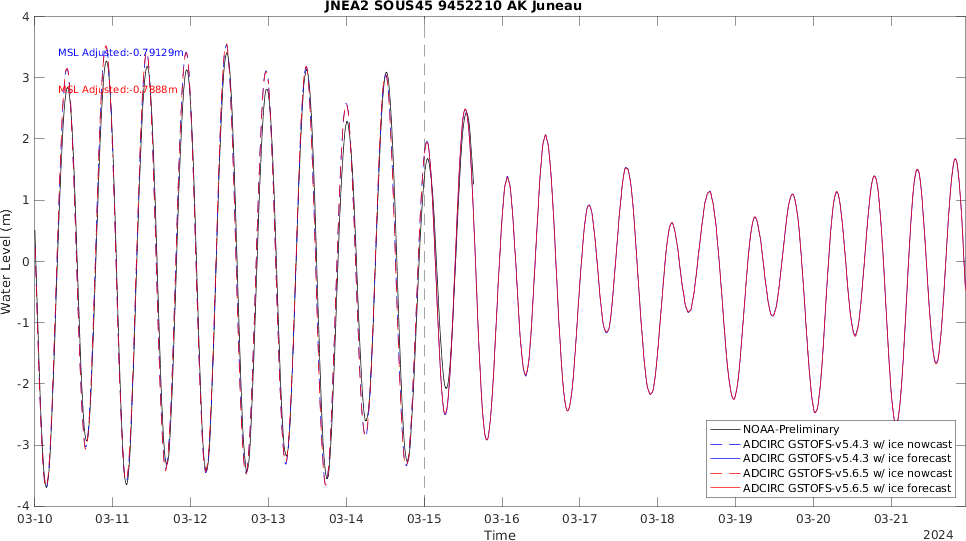 JNEA2 SOUS45 9452210 AK Juneau
4
MSL Adjusted:-0.79129m
3
MSL Adjusted:-0.7888m
2
1
Water Level (m)
0
-1
-2
-3
-4
NOAA-Preliminary
ADCIRC GSTOFS-v5.4.3 w/ ice nowcast
ADCIRC GSTOFS-v5.4.3 w/ ice forecast
ADCIRC GSTOFS-v5.6.5 w/ ice nowcast
ADCIRC GSTOFS-v5.6.5 w/ ice forecast
03-10 03-11 03-12 03-13 03-14 03-15 03-16 03-17 03-18 03-19 03-20 03-21
Time
2024